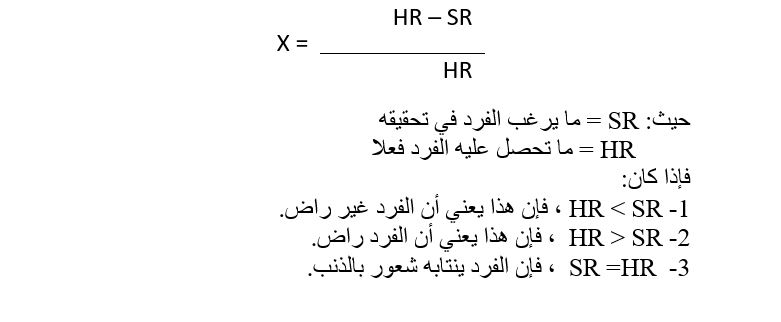 HR – SR
X = ــــــــــــــــــــ
HR
حيث: SR = ما يرغب الفرد في تحقيقه
HR = ما تحصل عليه الفرد فعلا
فإذا كان:
1- HR < SR ، فإن هذا يعني أن الفرد غير راض.
2- HR > SR ، فإن هذا يعني أن الفرد راض.
3- SR =HR ، فإن الفرد ينتابه شعور بالذنب.